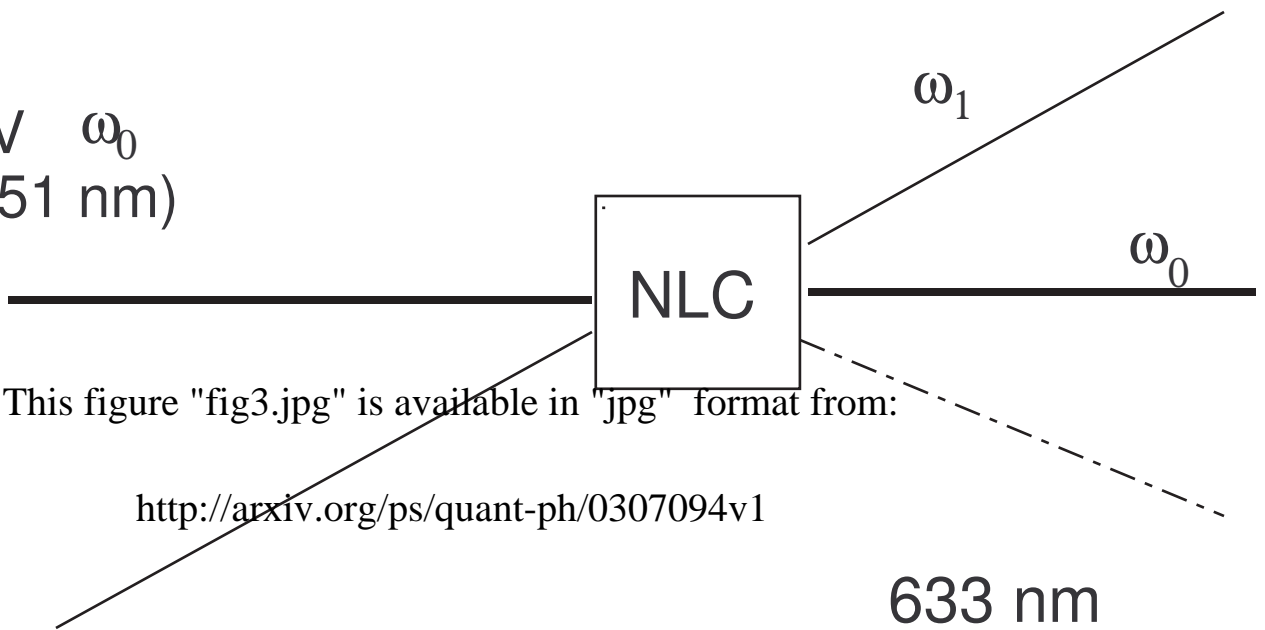 ω1
V ω0
51 nm)
ω0
NLC
This figure "fig3.jpg" is available in "jpg" format from:
http://arxiv.org/ps/quant-ph/0307094v1
633 nm